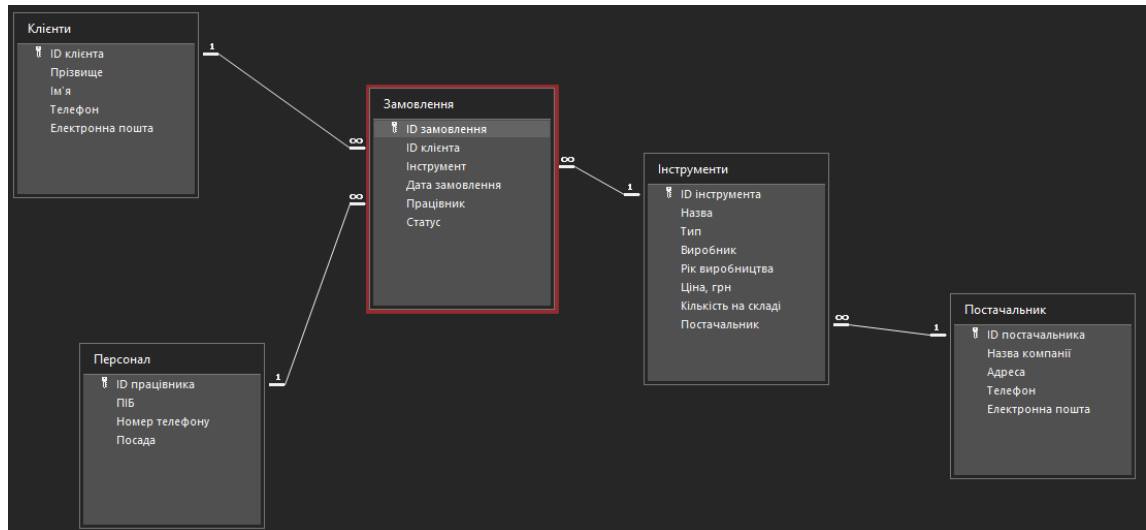 Клієнти
ID клієнта
Прізвище
Ім'я
Телефон
Електронна пошта
1
∞
∞
Замовлення
ID замовлення
ID клієнта
Інструмент
Дата замовлення
Працівник
Статус
∞
1
Інструменти
ID інструмента
Назва
Тип
Виробник
Рік виробництва
Ціна, грн
Кількість на складі
Постачальник
∞
1
Постачальник
ID постачальника
Назва компанії
Адреса
Телефон
Електронна пошта
Персонал
ID працівника
ПІБ
Номер телефону
Посада
1